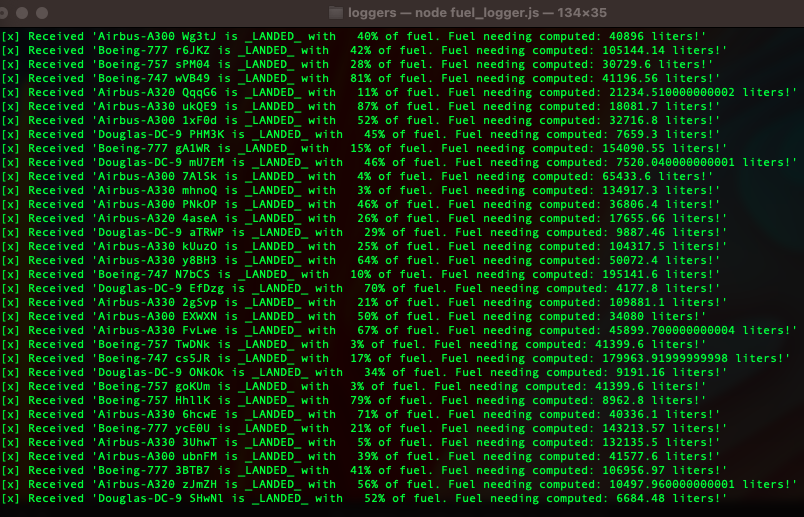 loggers — node fuel_logger.js — 134×35
[x] Received 'Airbus-A300 Wg3tJ is _LANDED_ with   40% of fuel. Fuel needing computed: 40896 liters!'
[x] Received 'Boeing-777 r6JKZ is _LANDED_ with   42% of fuel. Fuel needing computed: 105144.14 liters!'
[x] Received 'Boeing-757 sPM04 is _LANDED_ with   28% of fuel. Fuel needing computed: 30729.6 liters!'
[x] Received 'Boeing-747 wVB49 is _LANDED_ with   81% of fuel. Fuel needing computed: 41196.56 liters!'
[x] Received 'Airbus-A320 QqqG6 is _LANDED_ with   11% of fuel. Fuel needing computed: 21234.510000000002 liters!'
[x] Received 'Airbus-A330 ukQE9 is _LANDED_ with   87% of fuel. Fuel needing computed: 18081.7 liters!'
[x] Received 'Airbus-A300 1xF0d is _LANDED_ with   52% of fuel. Fuel needing computed: 32716.8 liters!'
[x] Received 'Douglas-DC-9 PHM3K is _LANDED_ with   45% of fuel. Fuel needing computed: 7659.3 liters!'
[x] Received 'Boeing-777 gA1WR is _LANDED_ with   15% of fuel. Fuel needing computed: 154090.55 liters!'
[x] Received 'Douglas-DC-9 mU7EM is _LANDED_ with   46% of fuel. Fuel needing computed: 7520.040000000001 liters!'
[x] Received 'Airbus-A300 7AlSk is _LANDED_ with   4% of fuel. Fuel needing computed: 65433.6 liters!'
[x] Received 'Airbus-A330 mhnoQ is _LANDED_ with   3% of fuel. Fuel needing computed: 134917.3 liters!'
[x] Received 'Airbus-A300 PNkOP is _LANDED_ with   46% of fuel. Fuel needing computed: 36806.4 liters!'
[x] Received 'Airbus-A320 4aseA is _LANDED_ with   26% of fuel. Fuel needing computed: 17655.66 liters!'
[x] Received 'Douglas-DC-9 aTRWP is _LANDED_ with   29% of fuel. Fuel needing computed: 9887.46 liters!'
[x] Received 'Airbus-A330 kUuzO is _LANDED_ with   25% of fuel. Fuel needing computed: 104317.5 liters!'
[x] Received 'Airbus-A330 y8BH3 is _LANDED_ with   64% of fuel. Fuel needing computed: 50072.4 liters!'
[x] Received 'Boeing-747 N7bCS is _LANDED_ with   10% of fuel. Fuel needing computed: 195141.6 liters!'
[x] Received 'Douglas-DC-9 EfDzg is _LANDED_ with   70% of fuel. Fuel needing computed: 4177.8 liters!'
[x] Received 'Airbus-A330 2gSvp is _LANDED_ with   21% of fuel. Fuel needing computed: 109881.1 liters!'
[x] Received 'Airbus-A300 EXWXN is _LANDED_ with   50% of fuel. Fuel needing computed: 34080 liters!'
[x] Received 'Airbus-A330 FvLwe is _LANDED_ with   67% of fuel. Fuel needing computed: 45899.700000000004 liters!'
[x] Received 'Boeing-757 TwDNk is _LANDED_ with   3% of fuel. Fuel needing computed: 41399.6 liters!'
[x] Received 'Boeing-747 cs5JR is _LANDED_ with   17% of fuel. Fuel needing computed: 179963.91999999998 liters!'
[x] Received 'Douglas-DC-9 ONkOk is _LANDED_ with   34% of fuel. Fuel needing computed: 9191.16 liters!'
[x] Received 'Boeing-757 goKUm is _LANDED_ with   3% of fuel. Fuel needing computed: 41399.6 liters!'
[x] Received 'Boeing-757 HhllK is _LANDED_ with   79% of fuel. Fuel needing computed: 8962.8 liters!'
[x] Received 'Airbus-A330 6hcwE is _LANDED_ with   71% of fuel. Fuel needing computed: 40336.1 liters!'
[x] Received 'Boeing-777 ycE0U is _LANDED_ with   21% of fuel. Fuel needing computed: 143213.57 liters!'
[x] Received 'Airbus-A330 3UhwT is _LANDED_ with   5% of fuel. Fuel needing computed: 132135.5 liters!'
[x] Received 'Airbus-A300 ubnFM is _LANDED_ with   39% of fuel. Fuel needing computed: 41577.6 liters!'
[x] Received 'Boeing-777 3BTB7 is _LANDED_ with   41% of fuel. Fuel needing computed: 106956.97 liters!'
[x] Received 'Airbus-A320 zJmZH is _LANDED_ with   56% of fuel. Fuel needing computed: 10497.960000000001 liters!'
[x] Received 'Douglas-DC-9 SHwNl is _LANDED_ with   52% of fuel. Fuel needing computed: 6684.48 liters!'